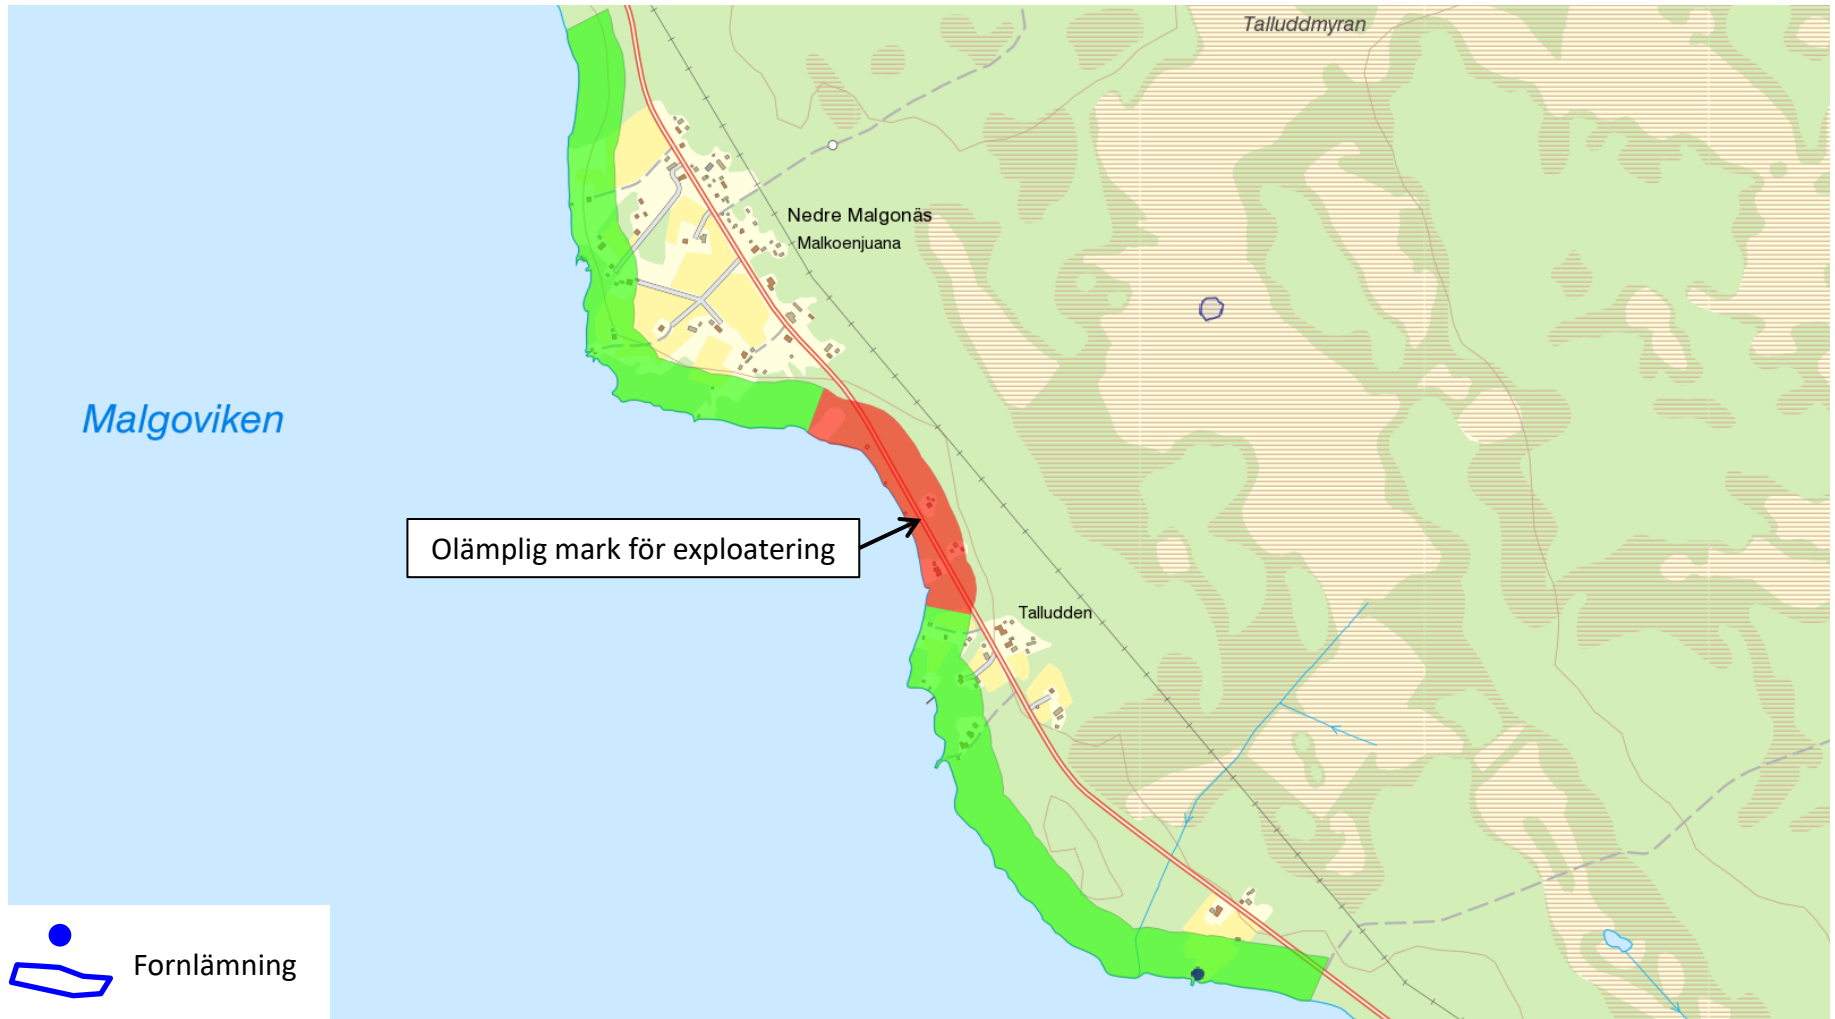 Talluddmyran
Nedre Malgonäs
Malkoenjuana
Malgoviken
Olämplig mark för exploatering
Talludden
Fornlämning